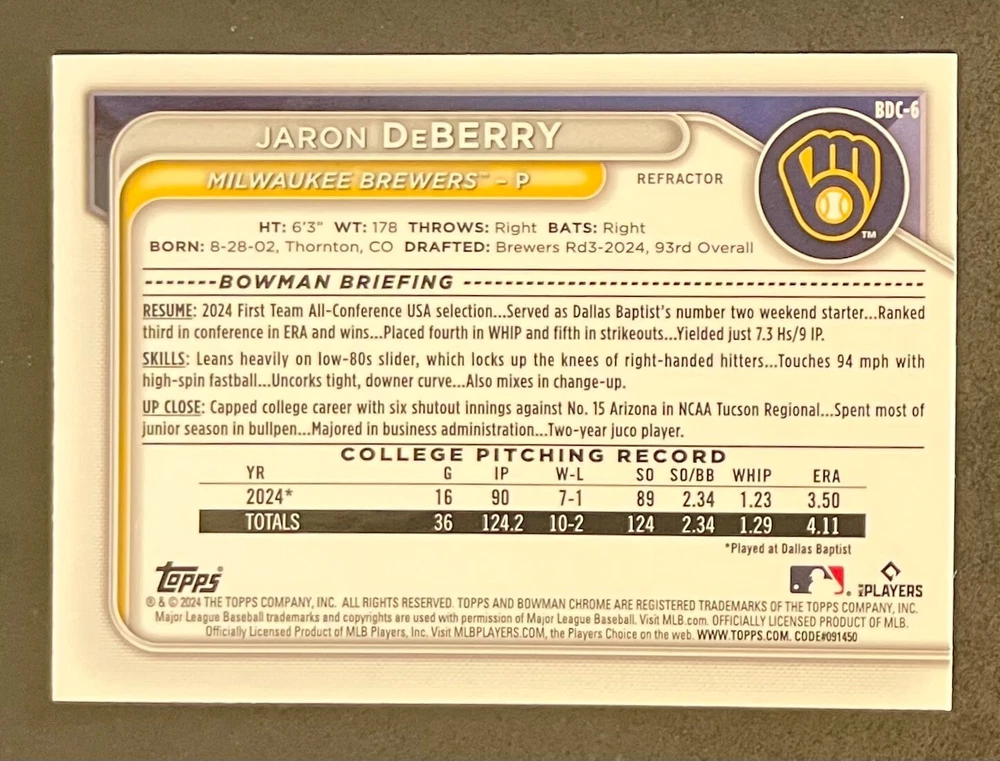 BDC-6
JARON DeBERRY
MILWAUKEE BREWERS™ – P
REFRACTOR
TM
HT: 6'3" WT: 178 THROWS: Right BATS: Right
BORN: 8-28-02, Thornton, CO DRAFTED: Brewers Rd3-2024, 93rd Overall
BOWMAN BRIEFING
RESUME: 2024 First Team All-Conference USA selection...Served as Dallas Baptist's number two weekend starter...Ranked
third in conference in ERA and wins...Placed fourth in WHIP and fifth in strikeouts...Yielded just 7.3 Hs/9 IP.
SKILLS: Leans heavily on low-80s slider, which locks up the knees of right-handed hitters...Touches 94 mph with
high-spin fastball...Uncorks tight, downer curve...Also mixes in change-up.
UP CLOSE: Capped college career with six shutout innings against No. 15 Arizona in NCAA Tucson Regional...Spent most of
junior season in bullpen...Majored in business administration...Two-year juco player.
COLLEGE PITCHING RECORD
YR G IP W-L SO SO/BB WHIP ERA
2024* 16 90 7-1 89 2.34 1.23 3.50
TOTALS 36 124.2 10-2 124 2.34 1.29 4.11
*Played at Dallas Baptist
Topps®
MLB PLAYERS
® & © 2024 THE TOPPS COMPANY, INC. ALL RIGHTS RESERVED. TOPPS AND BOWMAN CHROME ARE REGISTERED TRADEMARKS OF THE TOPPS COMPANY, INC.
Major League Baseball trademarks and copyrights are used with permission of Major League Baseball. Visit MLB.com. OFFICIALLY LICENSED PRODUCT OF MLB.
Officially Licensed Product of MLB Players, Inc. Visit MLBPLAYERS.COM, the Players Choice on the web. WWW.TOPPS.COM. CODE#091450